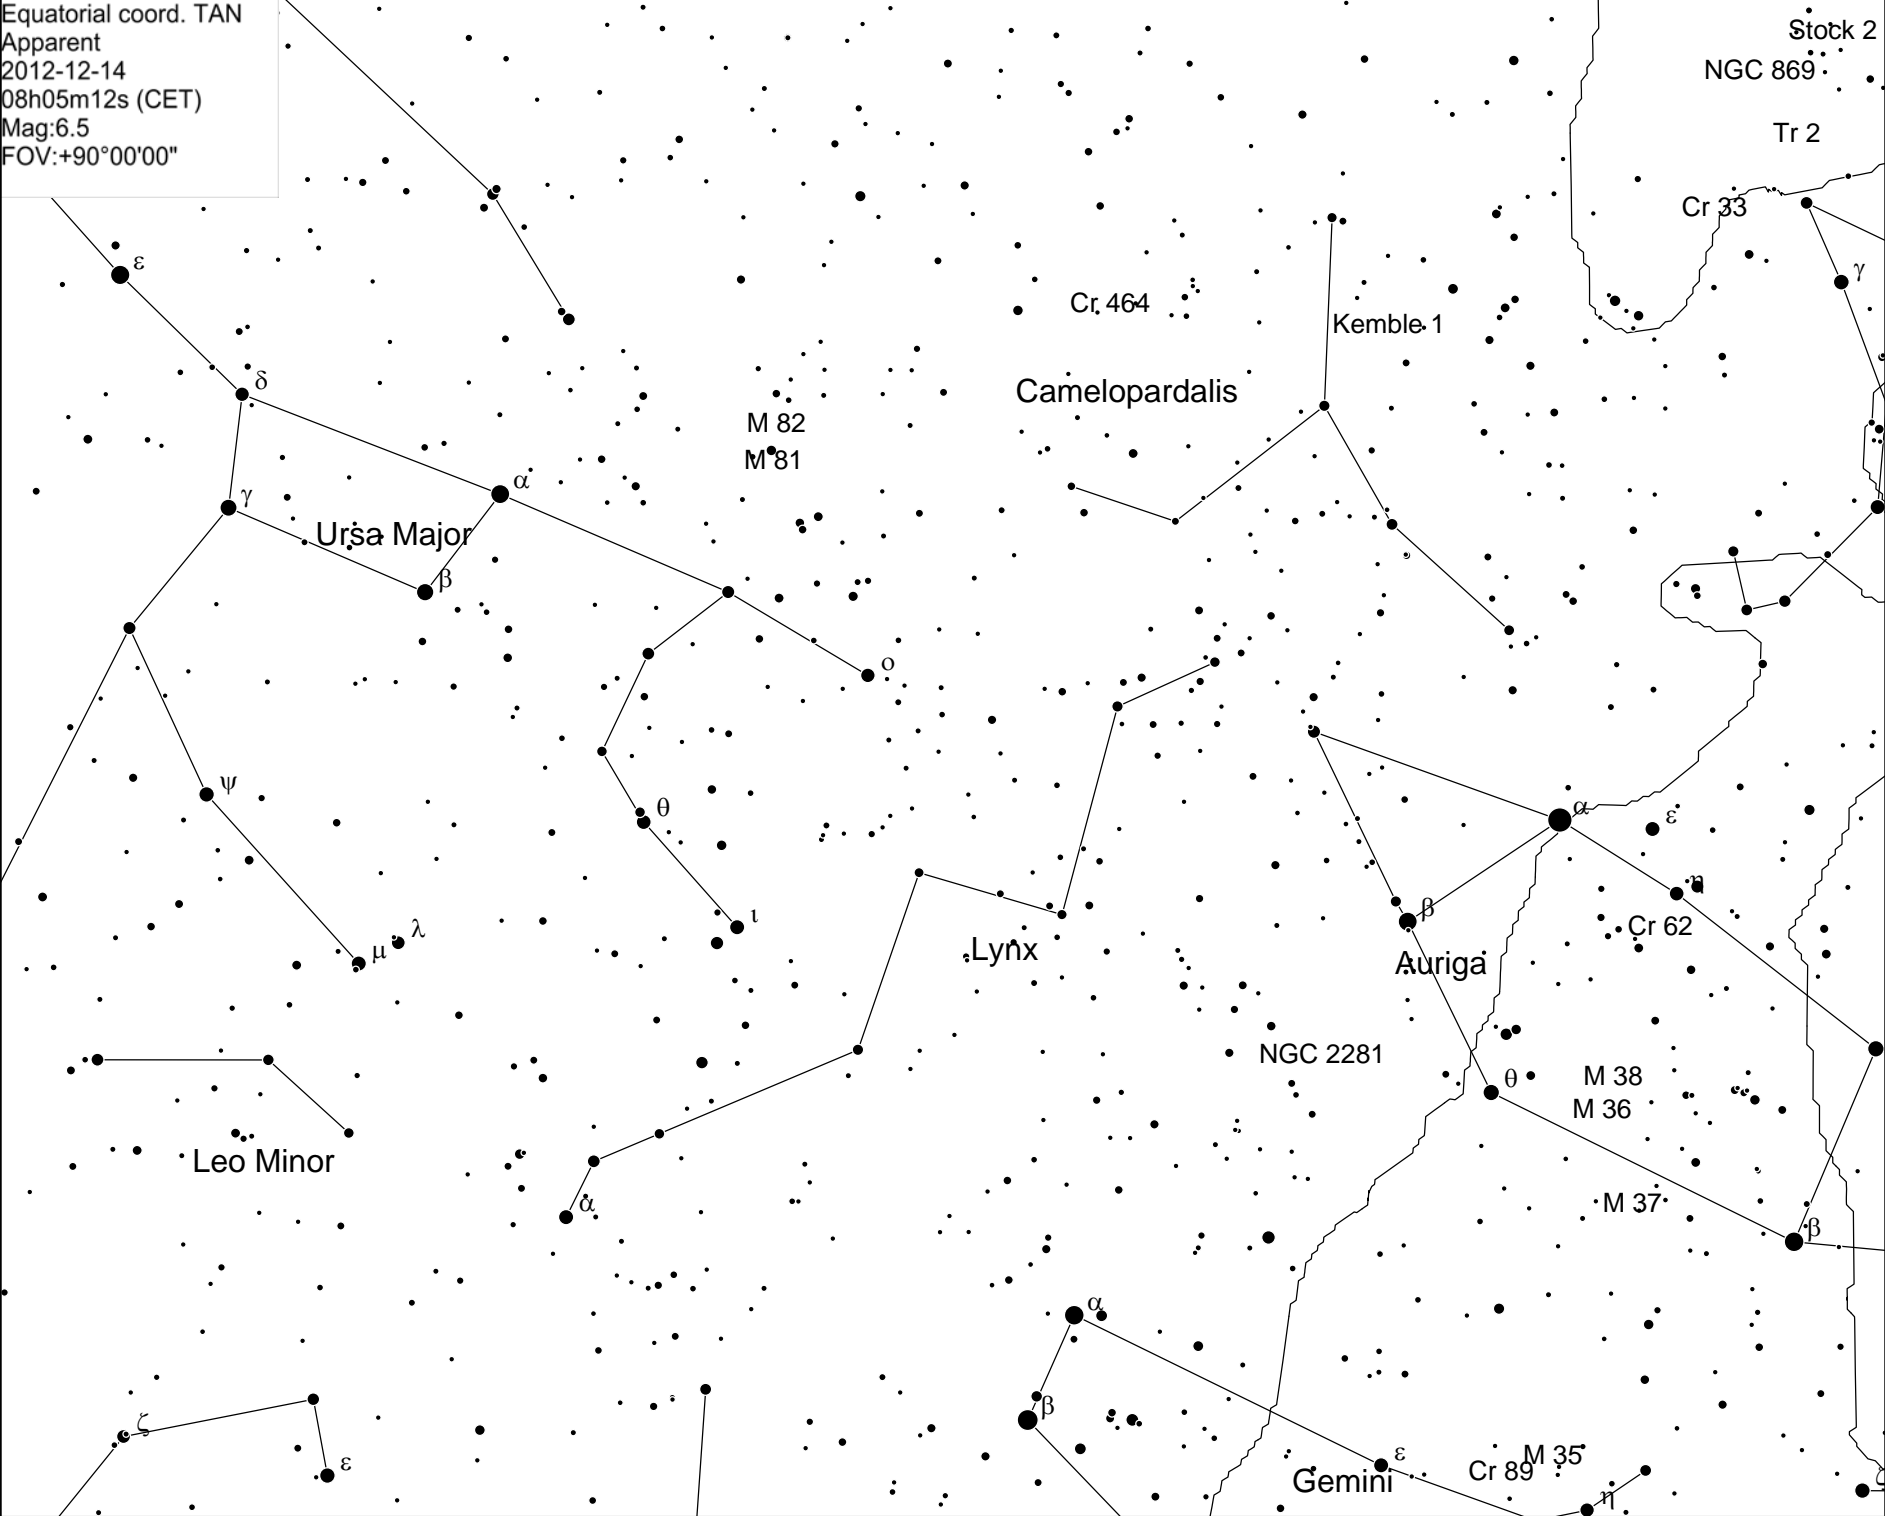 Equatorial coord. TAN
Apparent
2012-12-14
08h05m12s (CET)
Mag:6.5
FOV:+90°00'00"
Stock 2
NGC 869
Tr 2
Cr 33
γ
ε
Cr 464
Kemble 1
δ
Camelopardalis
M 82
M 81
α
γ
Ursa Major
β
ο
ψ
θ
α
ε
η
β
ι
Cr 62
λ
μ
Lynx
Auriga
NGC 2281
θ
M 38
M 36
Leo Minor
α
M 37
β
α
β
ζ
ε
ε
M 35
Cr 89
Gemini
η
ζ